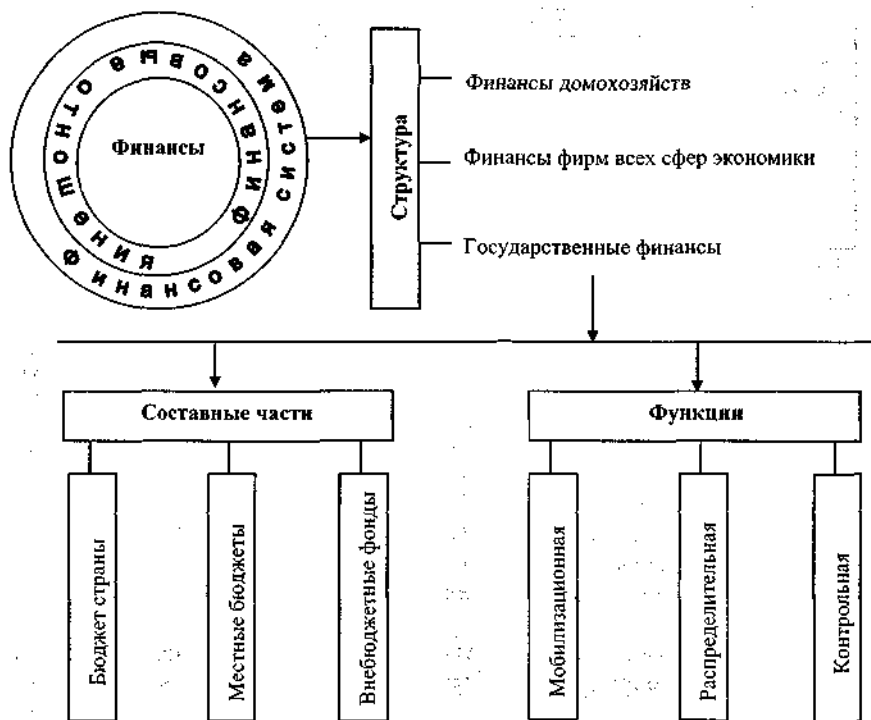 Финансы
Финансовые отношения
Финансовая система
Структура
Финансы домохозяйств
Финансы фирм всех сфер экономики
Государственные финансы
Составные части
Функции
Бюджет страны
Местные бюджеты
Внебюджетные фонды
Мобилизационная
Распределительная
Контрольная